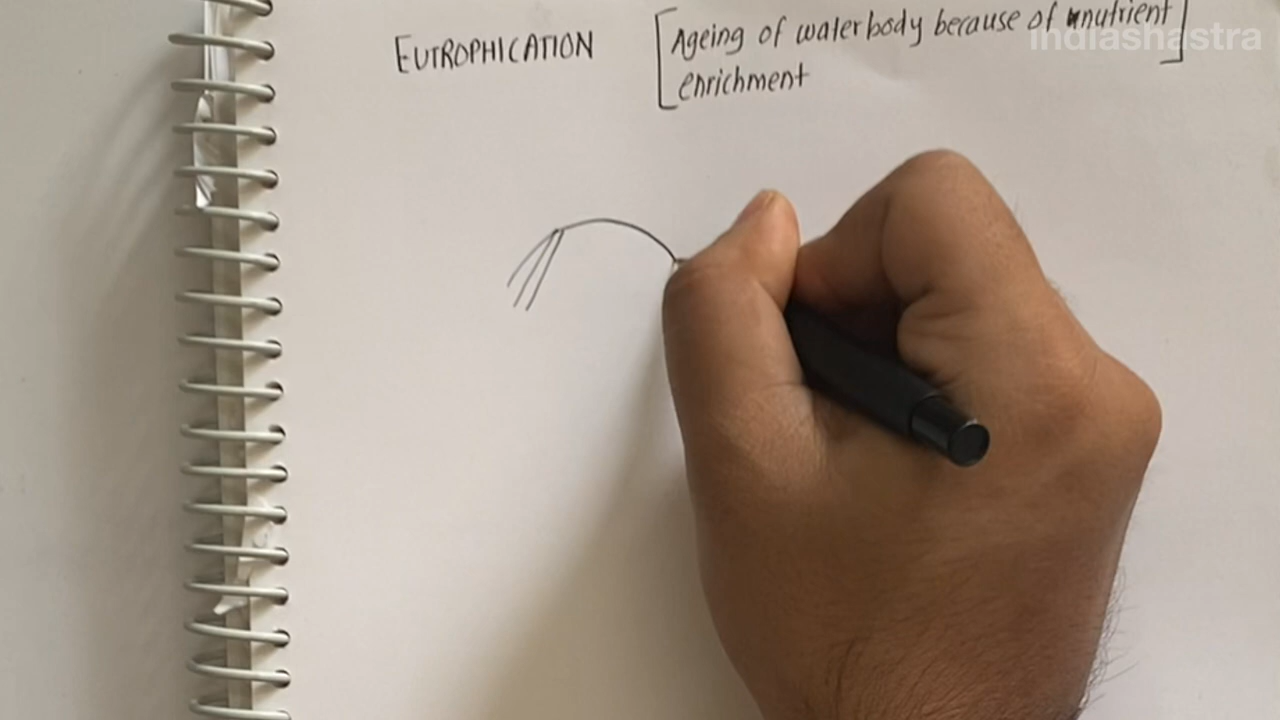 EUTROPHICATION
[Ageing of waterbody because of nutrient
enrichment]
indiashastra